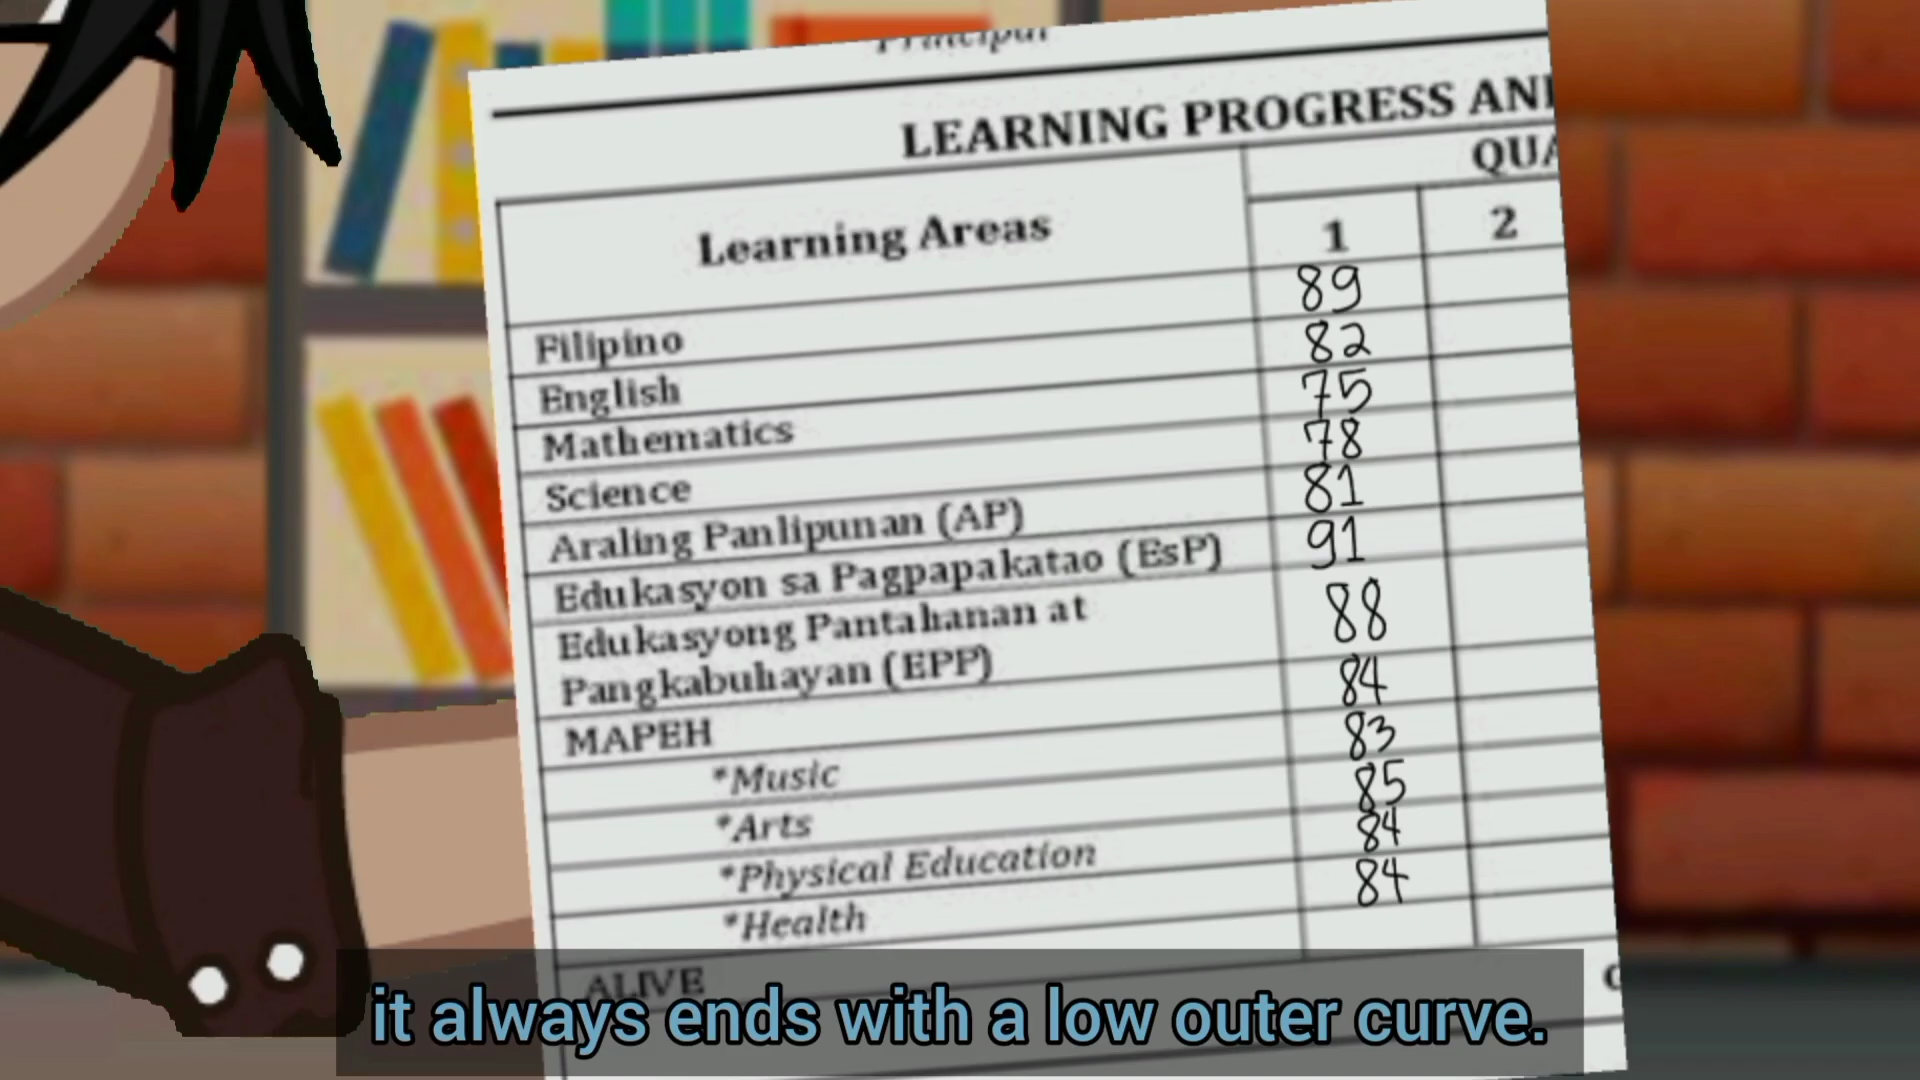 Principal
LEARNING PROGRESS AN
QUA
Learning Areas
1
2
Filipino 89
English 82
Mathematics 75
Science 78
Araling Panlipunan (AP) 81
Edukasyon sa Pagpapakatao (EsP) 91
Edukasyong Pantahanan at
Pangkabuhayan (EPP) 88
MAPEH 84
*Music 83
*Arts 85
*Physical Education 84
*Health 84
ALIVE
it always ends with a low outer curve.